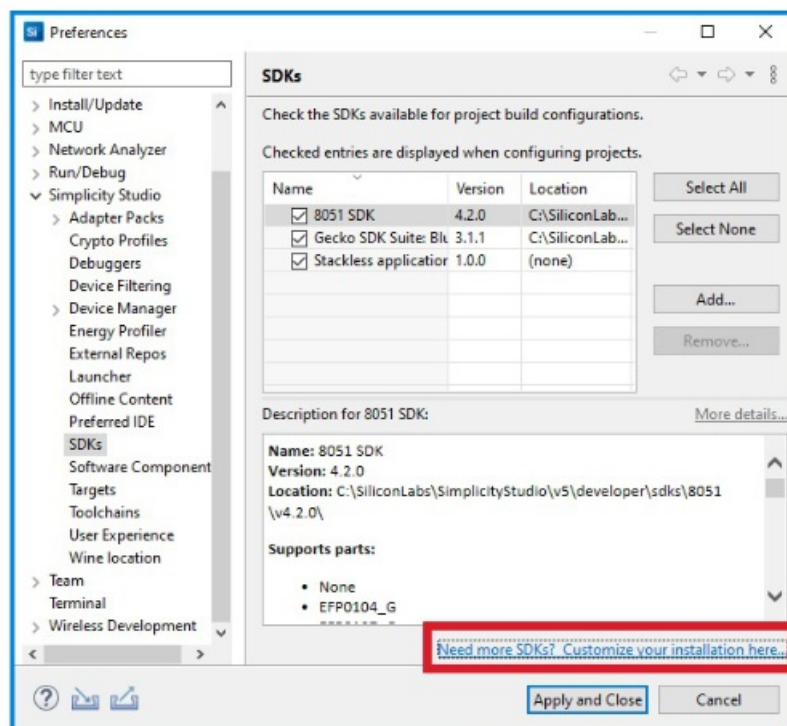 Si Preferences
type filter text
Install/Update
MCU
Network Analyzer
Run/Debug
Simplicity Studio
Adapter Packs
Crypto Profiles
Debuggers
Device Filtering
Device Manager
Energy Profiler
External Repos
Launcher
Offline Content
Preferred IDE
SDKs
Software Component
Targets
Toolchains
User Experience
Wine location
Team
Terminal
Wireless Development
SDKs
Check the SDKs available for project build configurations.
Checked entries are displayed when configuring projects.
Name Version Location
8051 SDK 4.2.0 C:\SiliconLab...
Gecko SDK Suite: Blu 3.1.1 C:\SiliconLab...
Stackless application 1.0.0 (none)
Select All
Select None
Add...
Remove...
Description for 8051 SDK: More details...
Name: 8051 SDK
Version: 4.2.0
Location: C:\SiliconLabs\SimplicityStudio\v5\developer\sdks\8051
\v4.2.0\
Supports parts:
• None
• EFP0104_G
Need more SDKs? Customize your installation here...
? Apply and Close Cancel